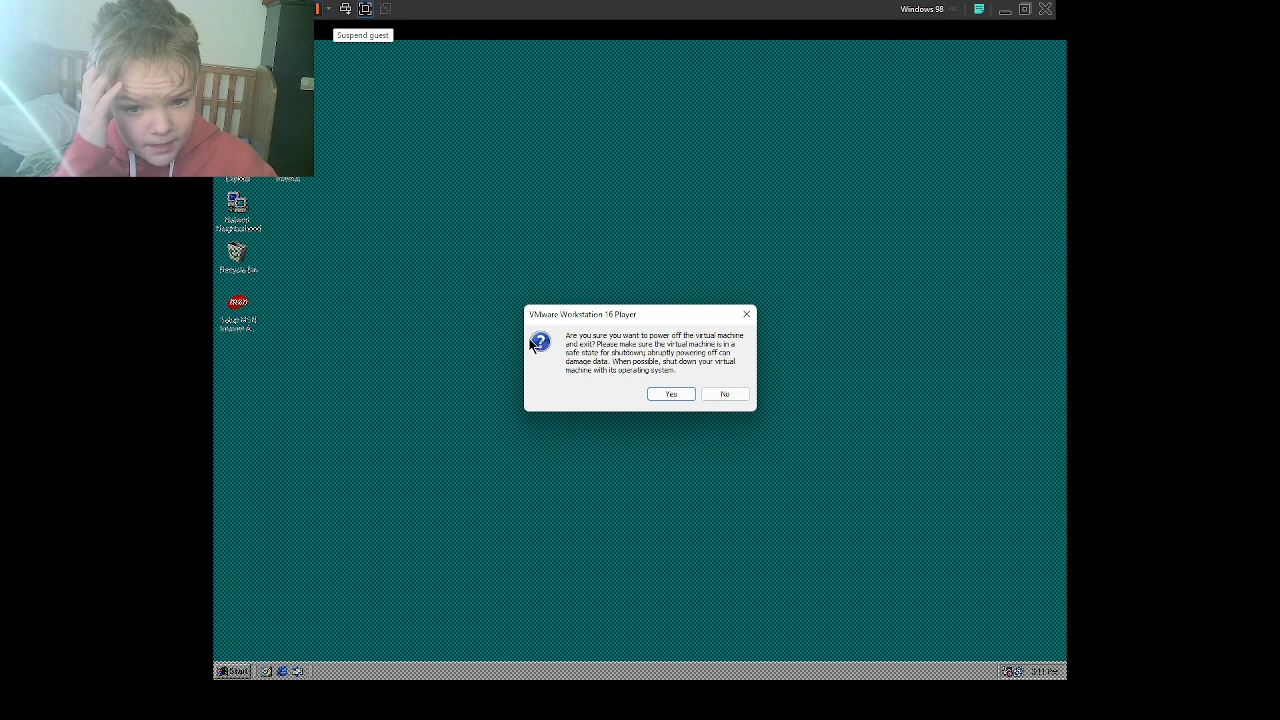 Windows 98
Suspend guest
Network
Neighborhood
Recycle Bin
msn
Setup MSN
VMware Workstation 16 Player
Are you sure you want to power off the virtual machine
and exit? Please make sure the virtual machine is in a
safe state for shutdown; abruptly powering off can
damage data. When possible, shut down your virtual
machine with its operating system.
Yes
No
Start